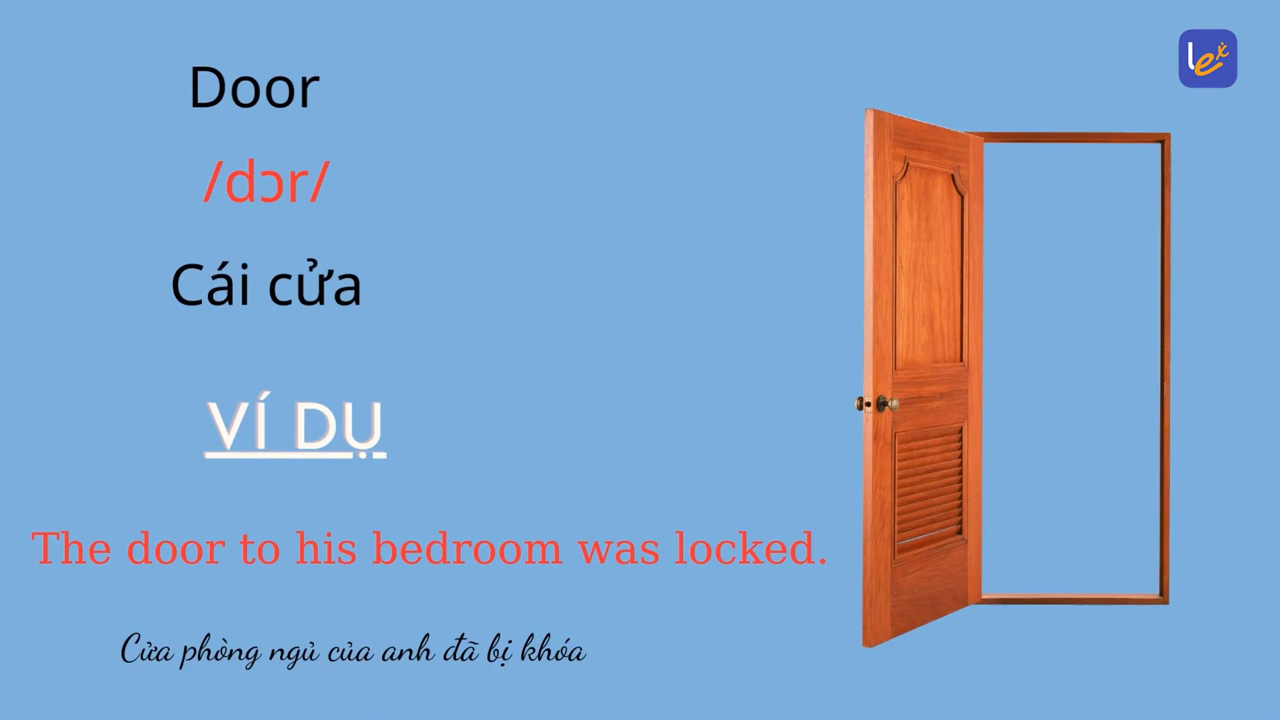 Door
/dɔr/
Cái cửa
VÍ DỤ
The door to his bedroom was locked.
Cửa phòng ngủ của anh đã bị khóa
lex